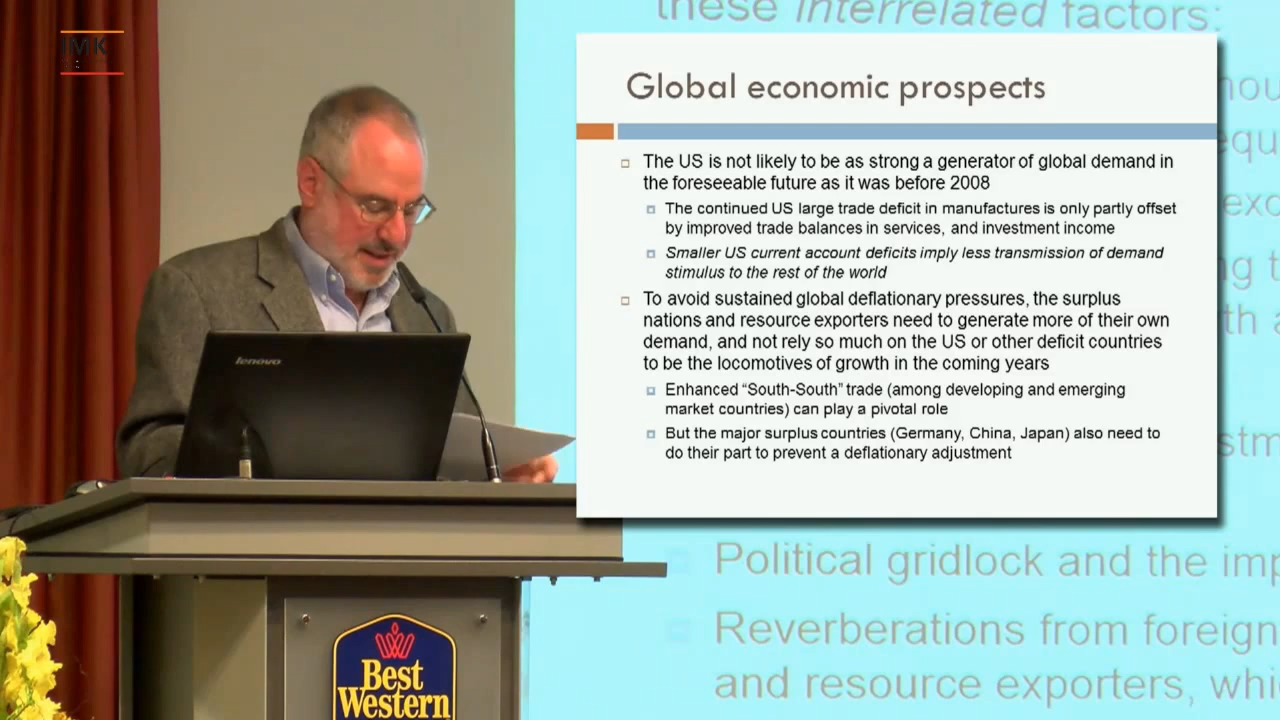 IMK
these interrelated factors:
Global economic prospects
The US is not likely to be as strong a generator of global demand in
the foreseeable future as it was before 2008
The continued US large trade deficit in manufactures is only partly offset
by improved trade balances in services, and investment income
Smaller US current account deficits imply less transmission of demand
stimulus to the rest of the world
To avoid sustained global deflationary pressures, the surplus
nations and resource exporters need to generate more of their own
demand, and not rely so much on the US or other deficit countries
to be the locomotives of growth in the coming years
Enhanced “South-South” trade (among developing and emerging
market countries) can play a pivotal role
But the major surplus countries (Germany, China, Japan) also need to
do their part to prevent a deflationary adjustment
lenovo
Political gridlock and the imp
Reverberations from foreign
and resource exporters, whi
Best
Western